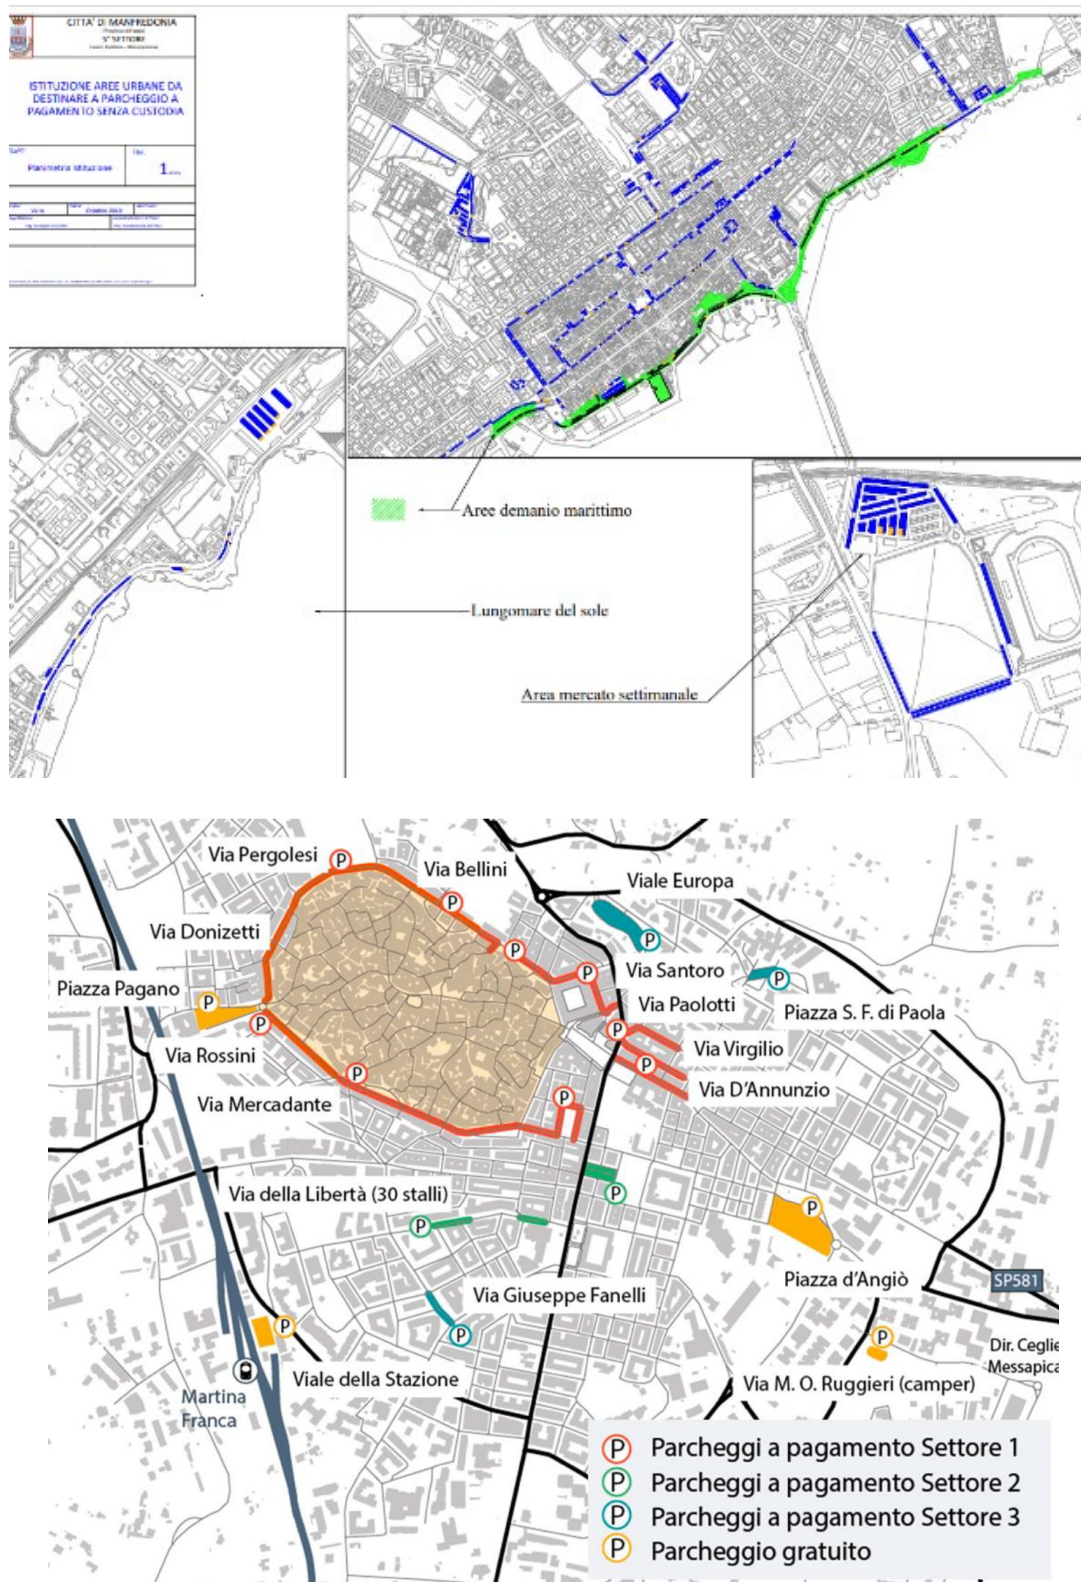 CITTA' DI MANFREDONIA
5° SETTORE
ISTITUZIONE AREE URBANE DA
DESTINARE A PARCHEGGIO A
PAGAMENTO SENZA CUSTODIA
Planimetria Istituzione
1
Aree demanio marittimo
Lungomare del sole
Area mercato settimanale
Via Pergolesi
P
Via Bellini
Viale Europa
P
Via Donizetti
P
P
Via Santoro
P
P
Piazza Pagano
P
Via Paolotti
Piazza S. F. di Paola
P
P
Via Rossini
Via Virgilio
P
P
Via D'Annunzio
Via Mercadante
P
Via della Libertà (30 stalli)
P
P
P
Piazza d'Angiò
SP581
Via Giuseppe Fanelli
P
P
P
Dir. Ceglie
Messapica
Viale della Stazione
Via M. O. Ruggieri (camper)
Martina
Franca
P Parcheggi a pagamento Settore 1
P Parcheggi a pagamento Settore 2
P Parcheggi a pagamento Settore 3
P Parcheggio gratuito